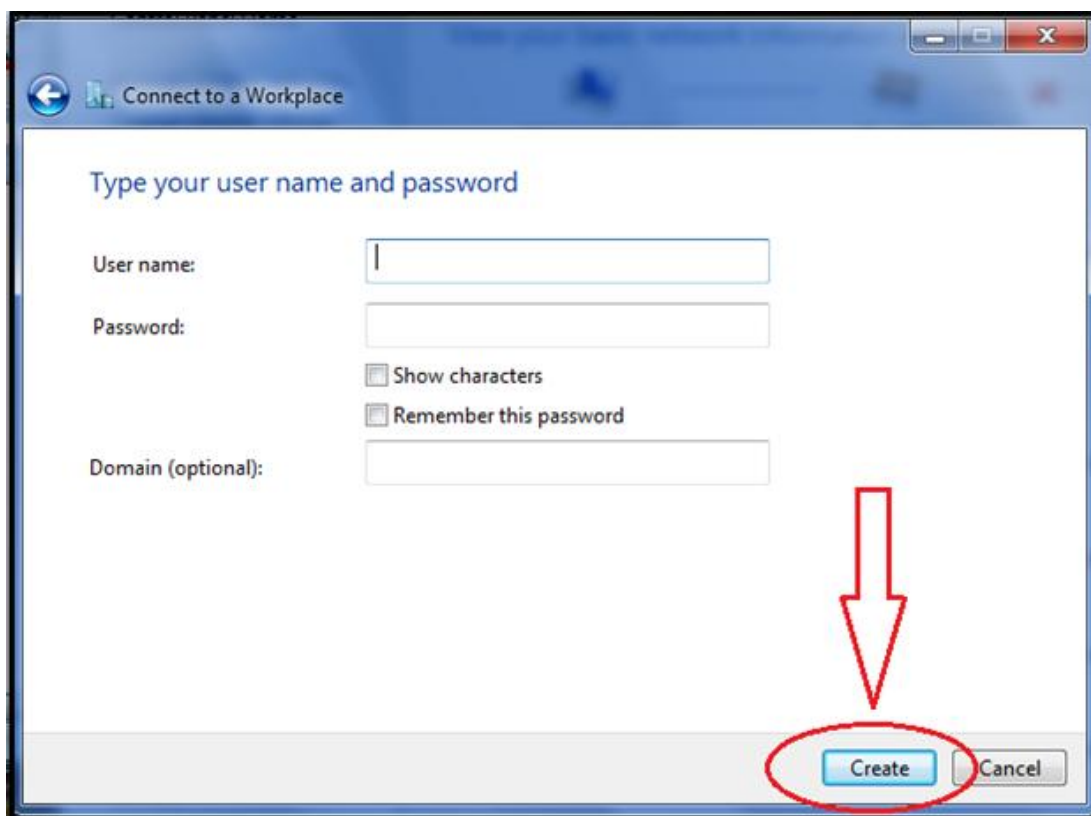 Connect to a Workplace
Type your user name and password
User name:
Password:
Show characters
Remember this password
Domain (optional):
Create
Cancel